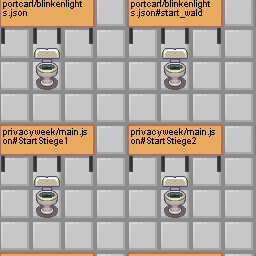 portcarl/blinkenlight
s.json
portcarl/blinkenlight
s.json#start_wald
privacyweek/main.js
on#StartStiege1
privacyweek/main.js
on#StartStiege2